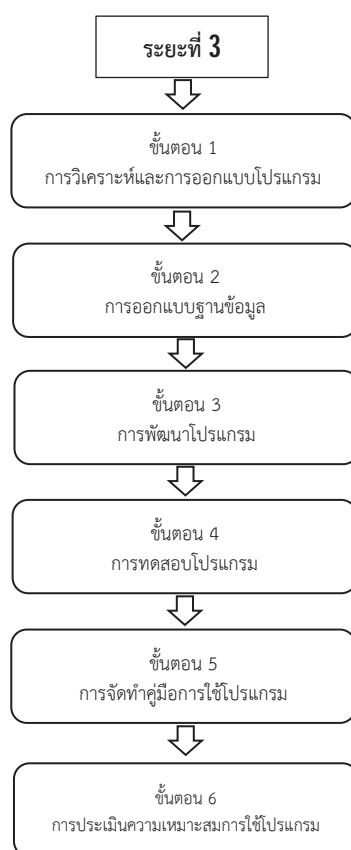 ระยะที่ 3
ขั้นตอน 1
การวิเคราะห์และการออกแบบโปรแกรม
ขั้นตอน 2
การออกแบบฐานข้อมูล
ขั้นตอน 3
การพัฒนาโปรแกรม
ขั้นตอน 4
การทดสอบโปรแกรม
ขั้นตอน 5
การจัดทำคู่มือการใช้โปรแกรม
ขั้นตอน 6
การประเมินความเหมาะสมการใช้โปรแกรม